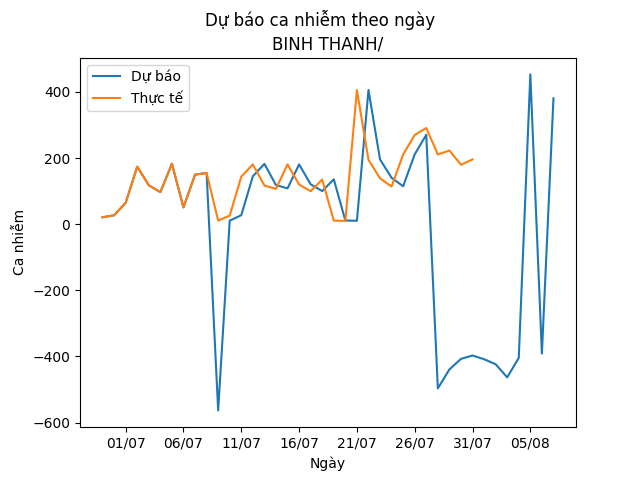 Dự báo ca nhiễm theo ngày
BINH THANH/
Dự báo
Thực tế
Ca nhiễm
400
200
0
−200
−400
−600
01/07
06/07
11/07
16/07
21/07
26/07
31/07
05/08
Ngày